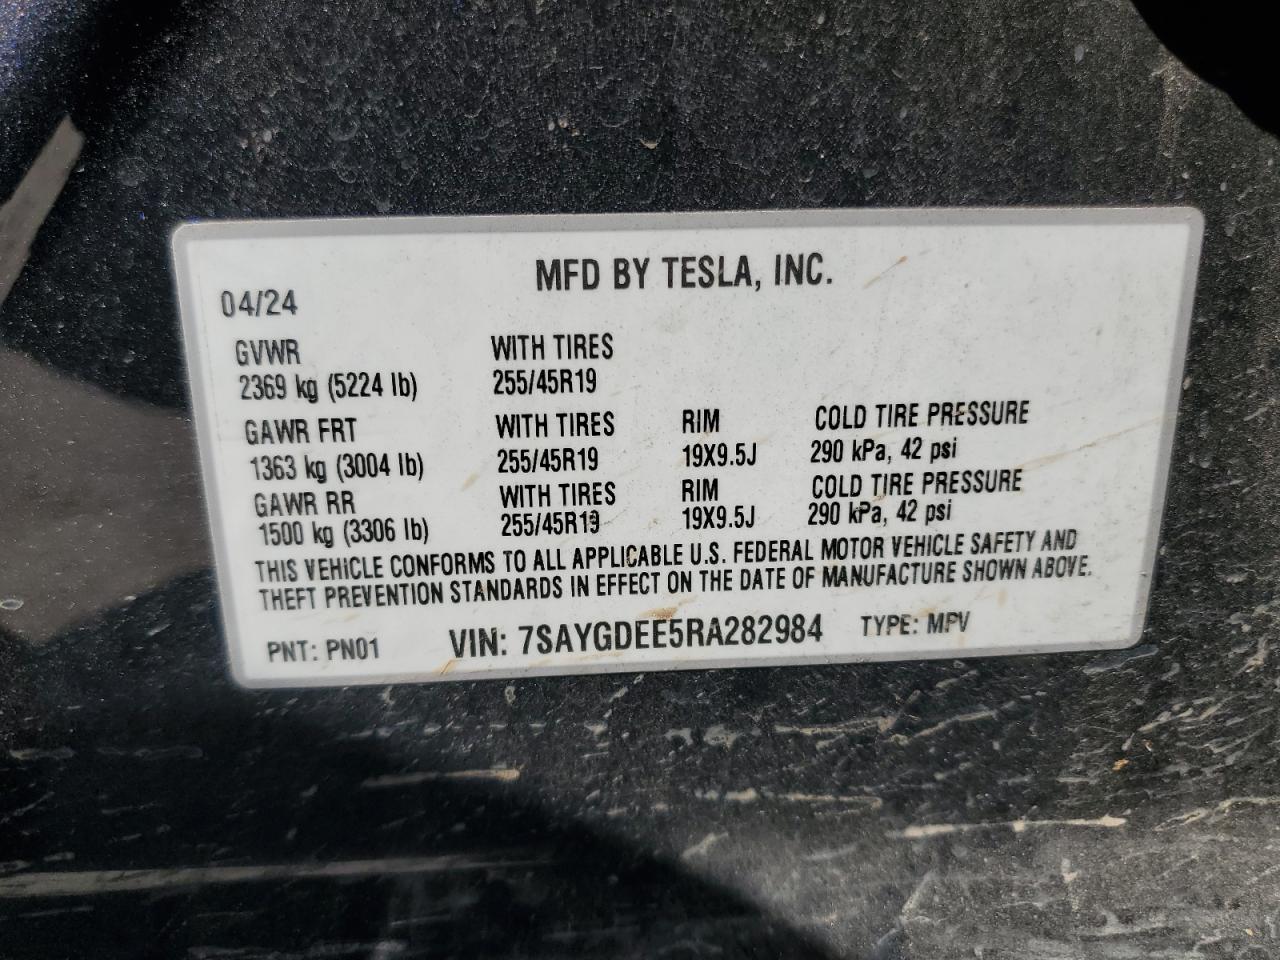 MFD BY TESLA, INC.
04/24
GVWR WITH TIRES
2369 kg (5224 lb) 255/45R19
GAWR FRT WITH TIRES RIM COLD TIRE PRESSURE
1363 kg (3004 lb) 255/45R19 19X9.5J 290 kPa, 42 psi
GAWR RR WITH TIRES RIM COLD TIRE PRESSURE
1500 kg (3306 lb) 255/45R19 19X9.5J 290 kPa, 42 psi
THIS VEHICLE CONFORMS TO ALL APPLICABLE U.S. FEDERAL MOTOR VEHICLE SAFETY AND
THEFT PREVENTION STANDARDS IN EFFECT ON THE DATE OF MANUFACTURE SHOWN ABOVE.
PNT: PN01 VIN: 7SAYGDEE5RA282984 TYPE: MPV